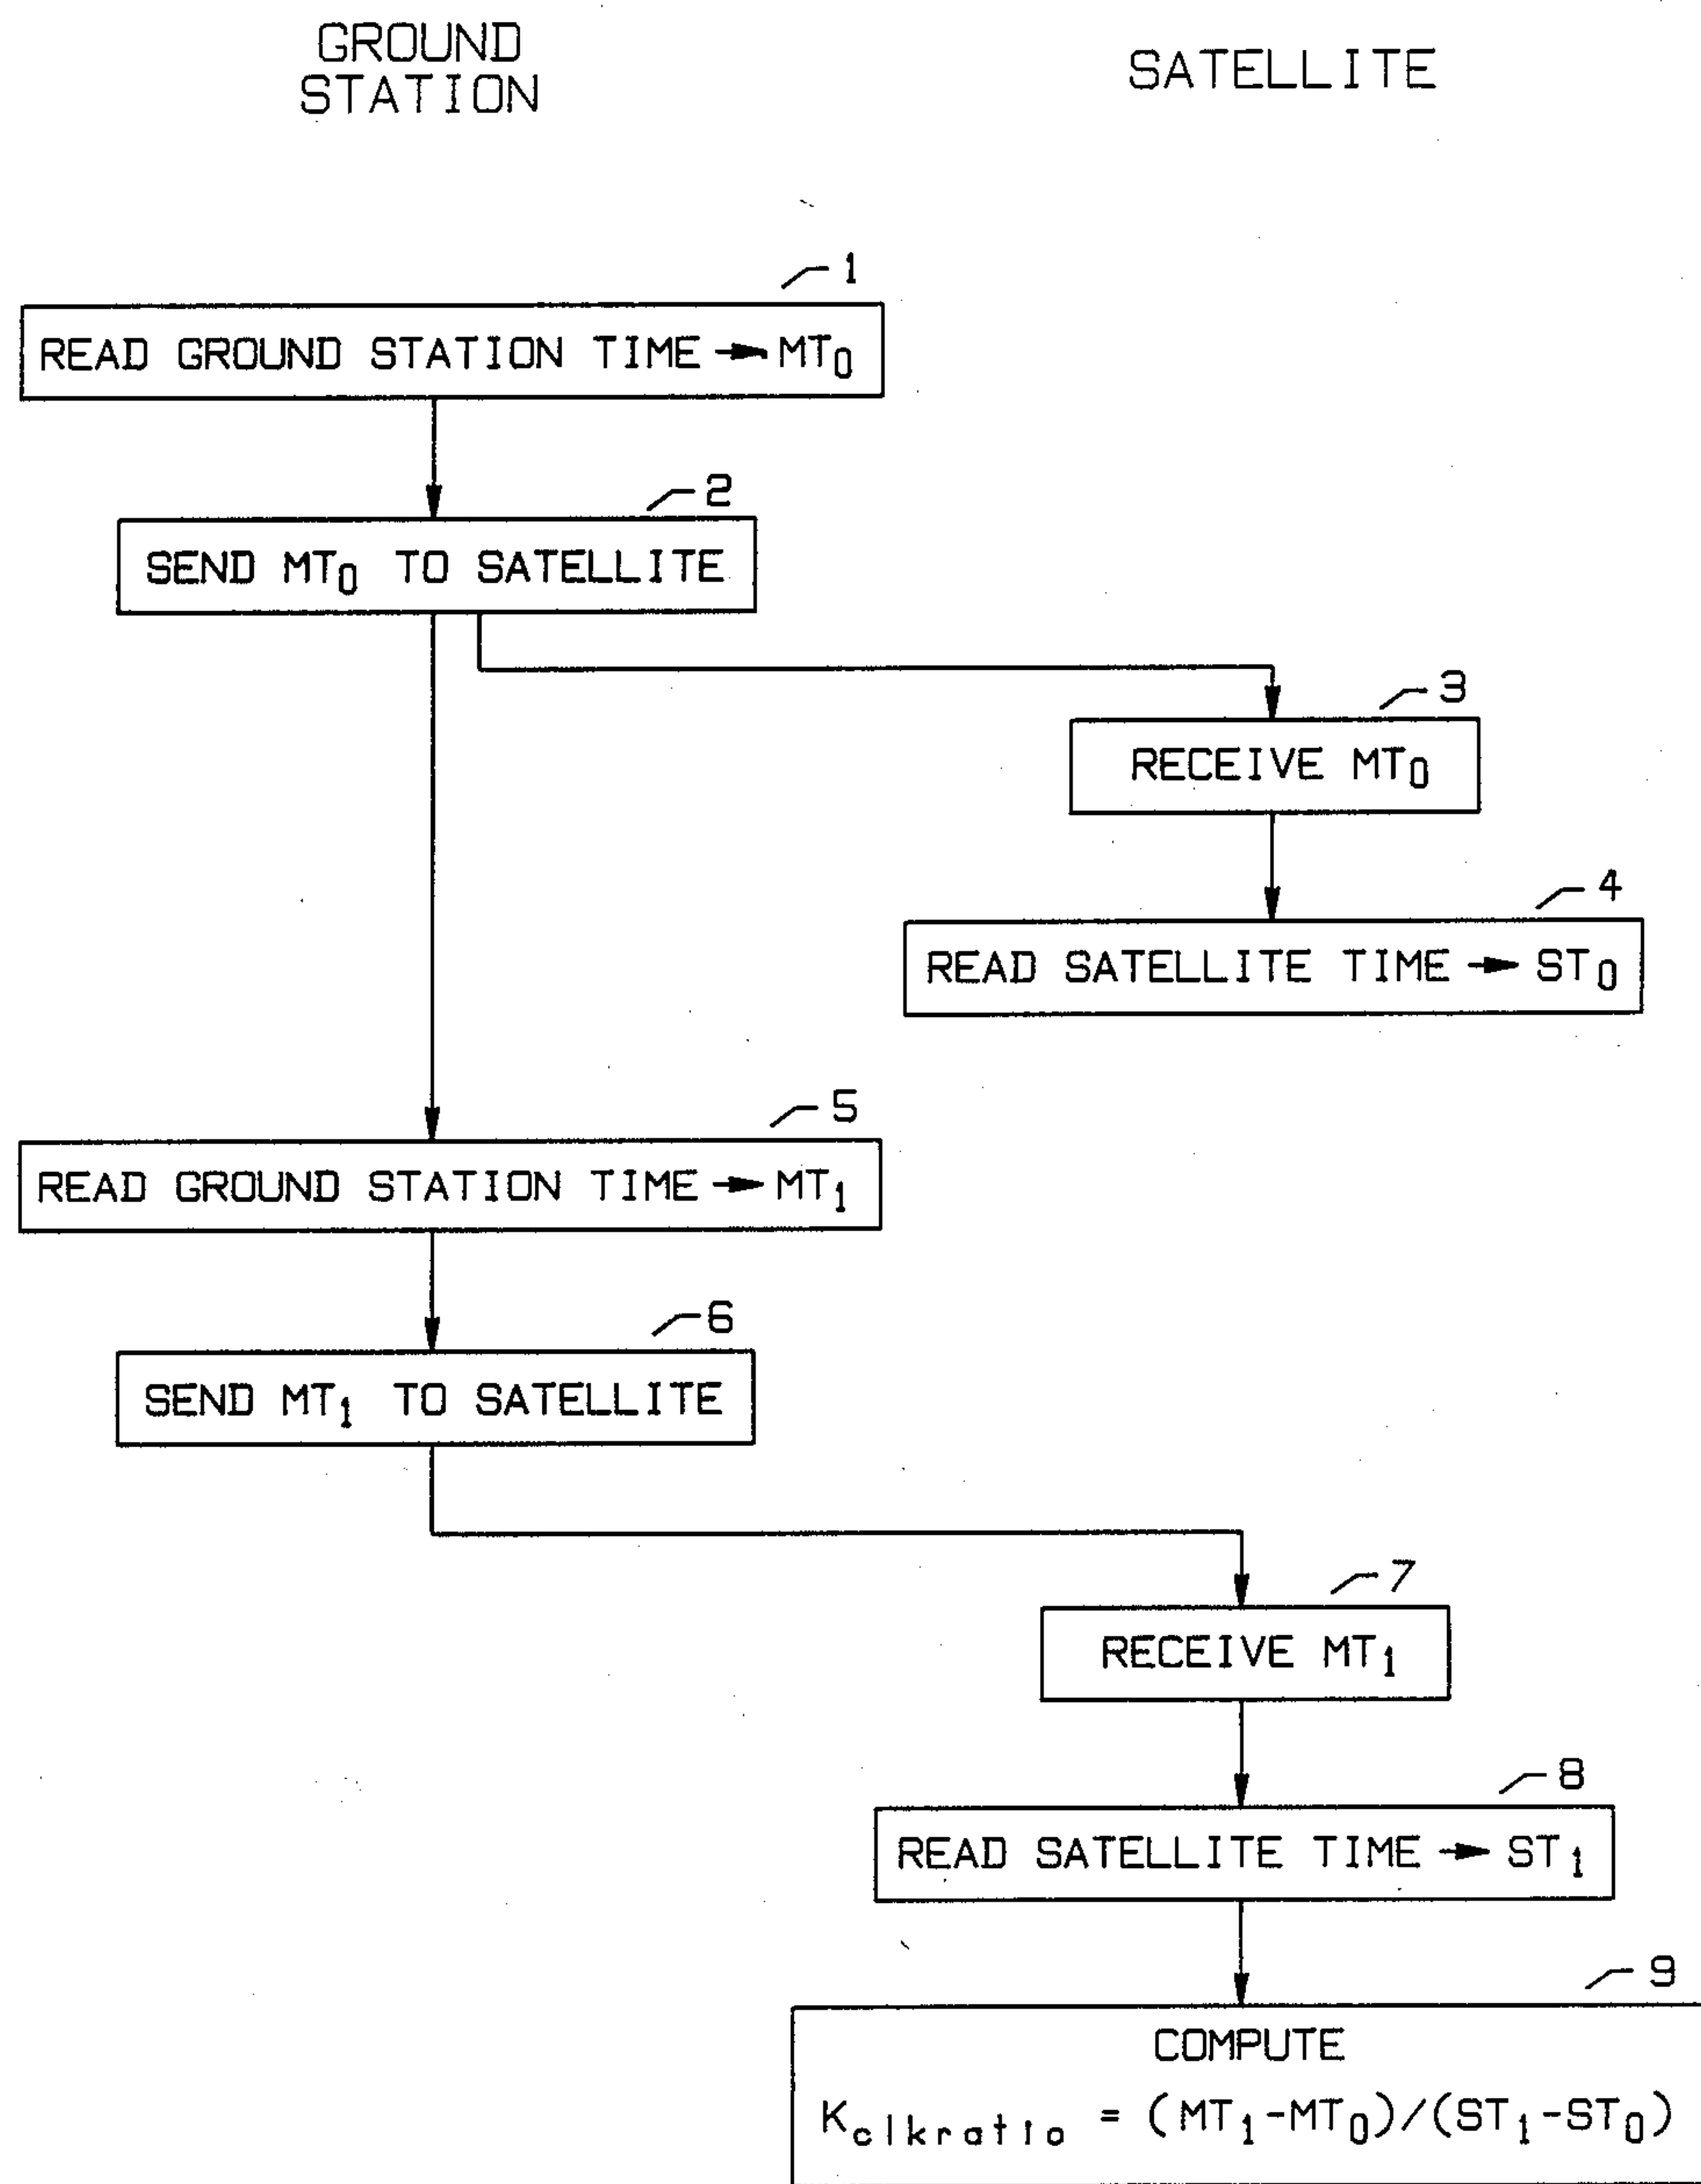 GROUND
STATION
SATELLITE
1
READ GROUND STATION TIME → MT₀
2
SEND MT₀ TO SATELLITE
3
RECEIVE MT₀
4
READ SATELLITE TIME → ST₀
5
READ GROUND STATION TIME → MT₁
6
SEND MT₁ TO SATELLITE
7
RECEIVE MT₁
8
READ SATELLITE TIME → ST₁
9
COMPUTE
K clkratio = (MT₁-MT₀)/(ST₁-ST₀)